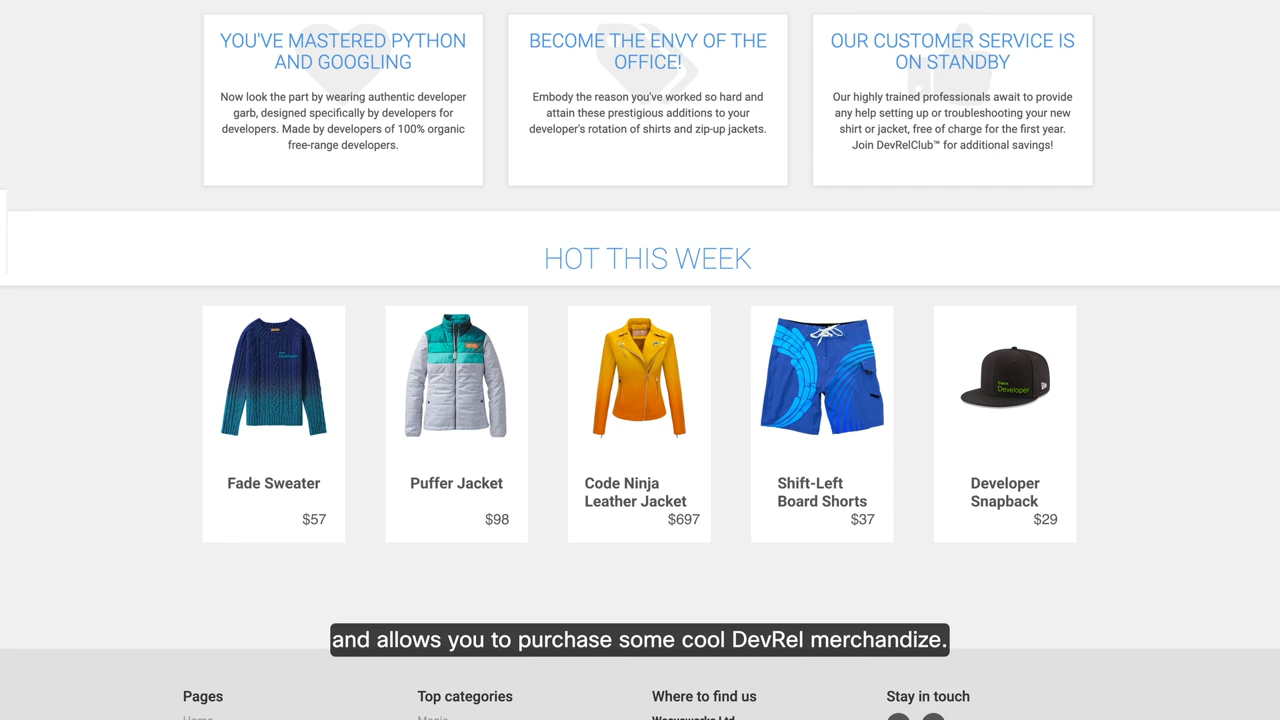 YOU'VE MASTERED PYTHON
AND GOOGLING
Now look the part by wearing authentic developer
garb, designed specifically by developers for
developers. Made by developers of 100% organic
free-range developers.
BECOME THE ENVY OF THE
OFFICE!
Embody the reason you've worked so hard and
attain these prestigious additions to your
developer's rotation of shirts and zip-up jackets.
OUR CUSTOMER SERVICE IS
ON STANDBY
Our highly trained professionals await to provide
any help setting up or troubleshooting your new
shirt or jacket, free of charge for the first year.
Join DevRelClub™ for additional savings!
HOT THIS WEEK
Developer
Developer
Fade Sweater
$57
Puffer Jacket
$98
Code Ninja
Leather Jacket
$697
Shift-Left
Board Shorts
$37
Developer
Snapback
$29
and allows you to purchase some cool DevRel merchandize.
Pages
Top categories
Where to find us
Stay in touch